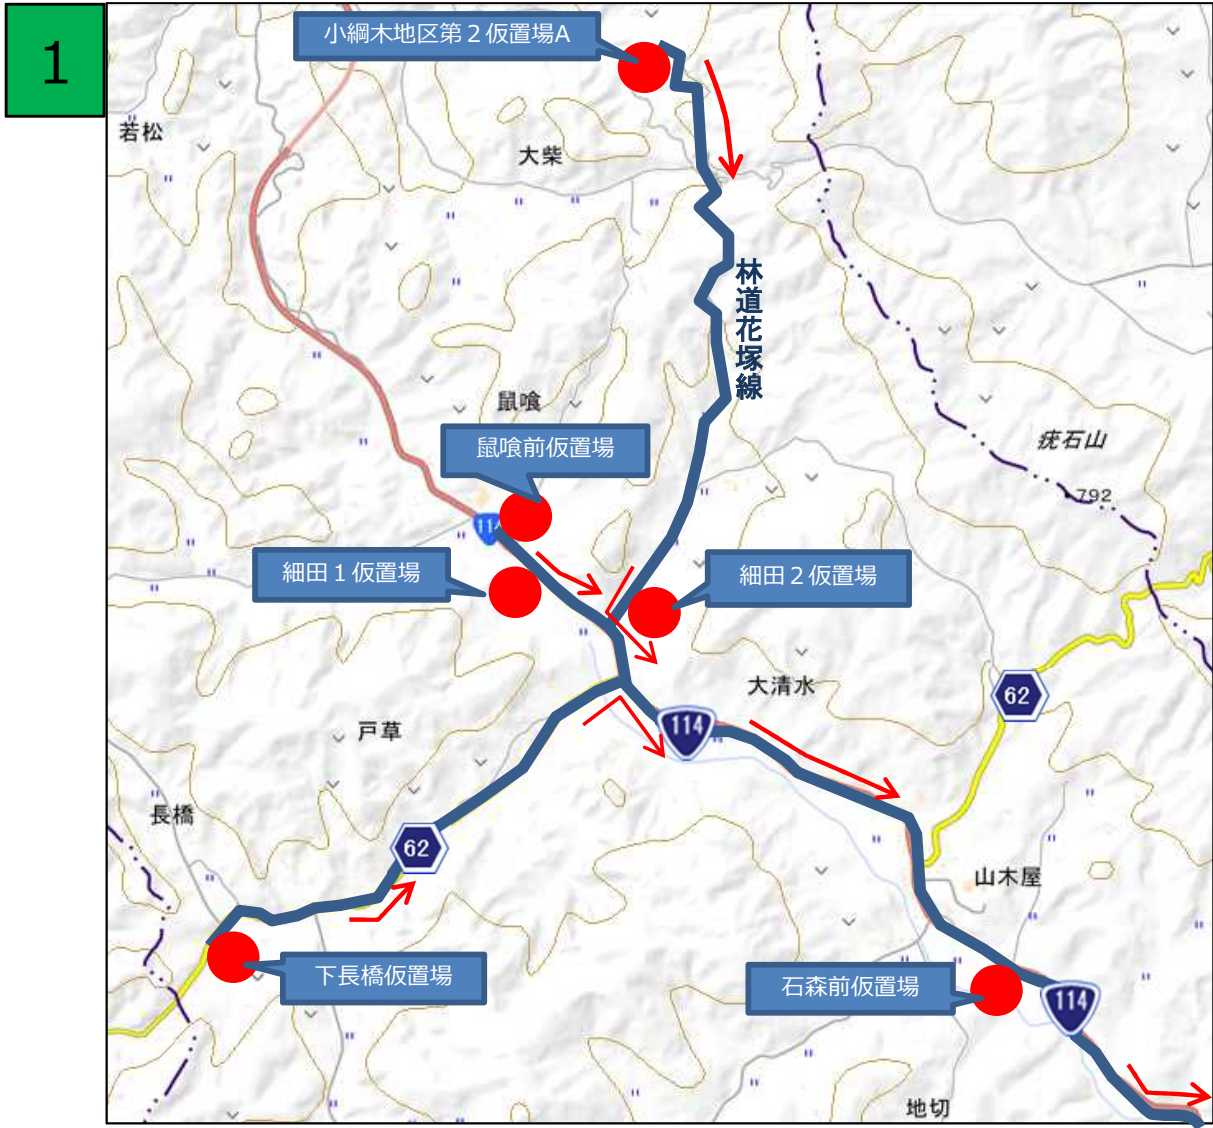 1
小綱木地区第２仮置場A
若松
大柴
林道花塚線
鼠喰
鼠喰前仮置場
疣石山
792
114
細田１仮置場
細田２仮置場
大清水
62
114
戸草
長橋
62
山木屋
下長橋仮置場
石森前仮置場
114
地切